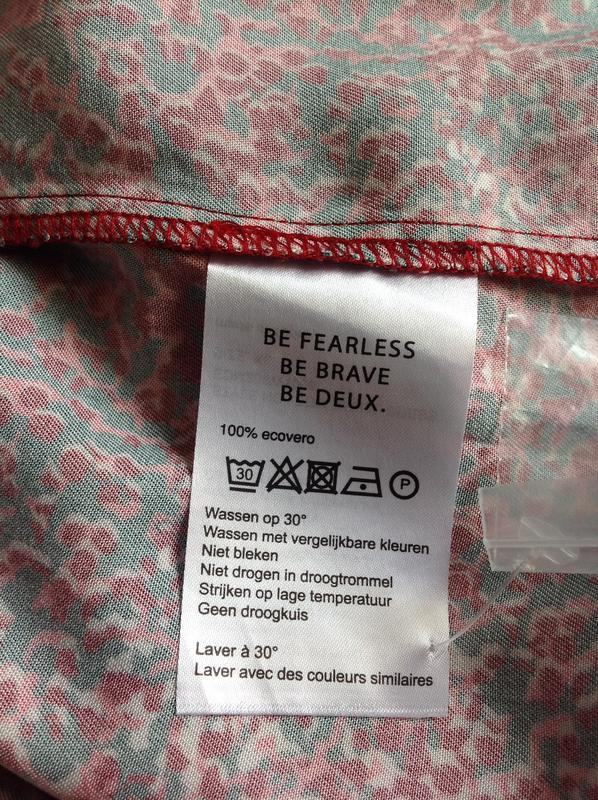 BE FEARLESS
BE BRAVE
BE DEUX.
100% ecovero
30 P
Wassen op 30°
Wassen met vergelijkbare kleuren
Niet bleken
Niet drogen in droogtrommel
Strijken op lage temperatuur
Geen droogkuis
Laver à 30°
Laver avec des couleurs similaires